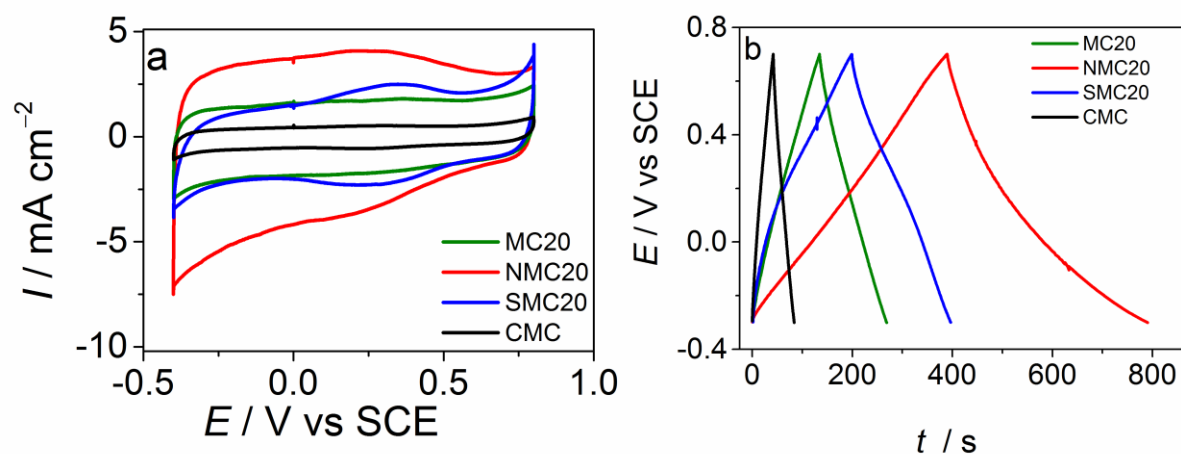 a
5
0
-5
-10
-0.5
0.0
0.5
1.0
I / mA cm⁻²
E / V vs SCE
MC20
NMC20
SMC20
CMC
b
0.8
0.4
0.0
-0.4
0
200
400
600
800
E / V vs SCE
t / s
MC20
NMC20
SMC20
CMC